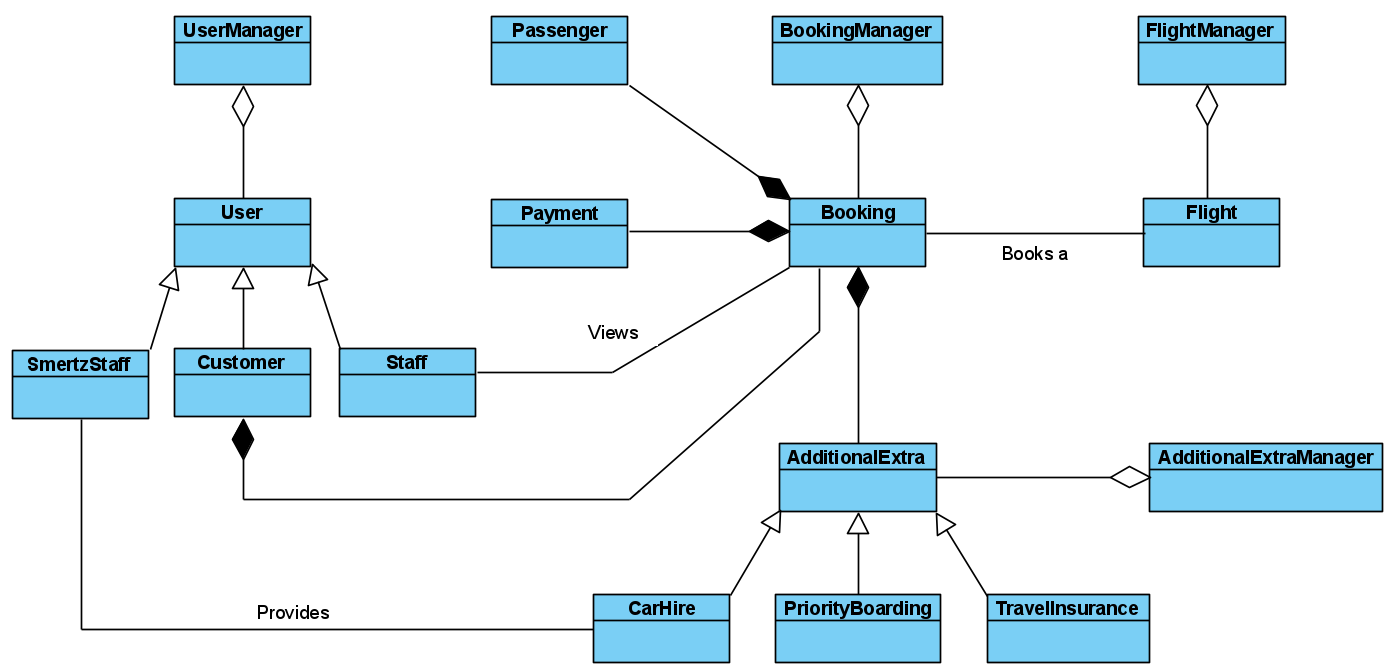 UserManager
Passenger
BookingManager
FlightManager
User
Payment
Booking
Flight
Books a
Views
SmertzStaff
Customer
Staff
AdditionalExtra
AdditionalExtraManager
Provides
CarHire
PriorityBoarding
TravelInsurance